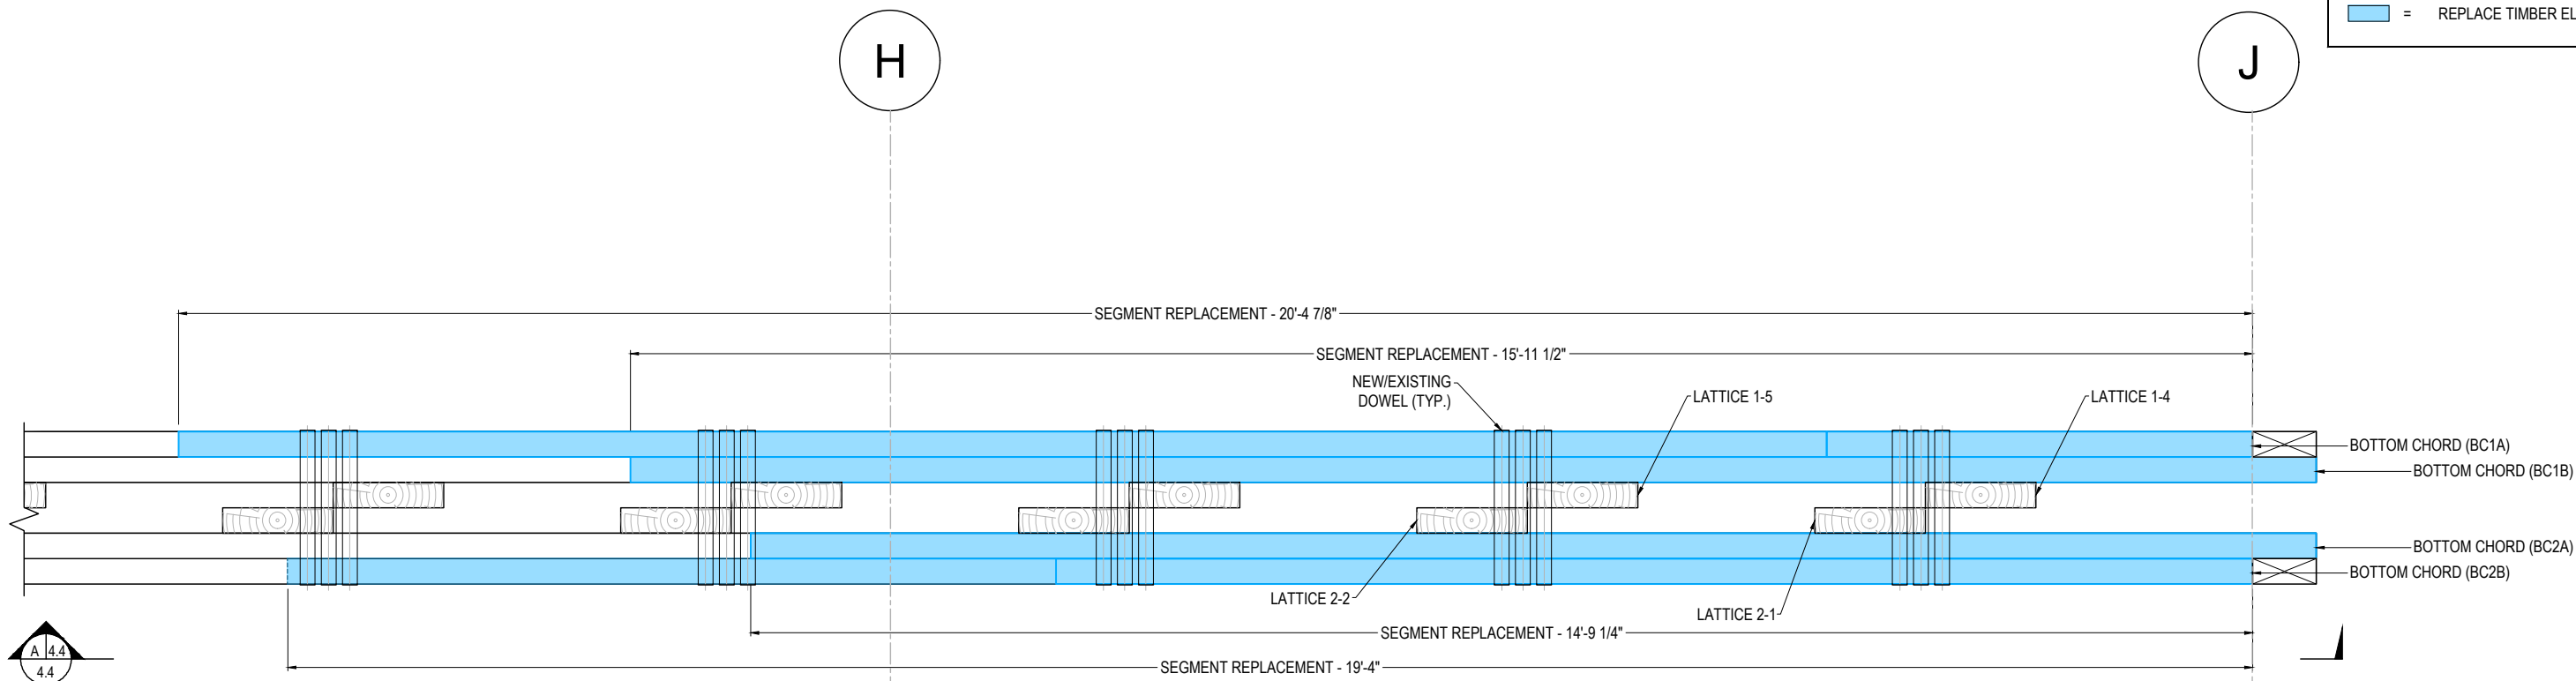 = REPLACE TIMBER EL
H
J
SEGMENT REPLACEMENT - 20'-4 7/8"
SEGMENT REPLACEMENT - 15'-11 1/2"
NEW/EXISTING
DOWEL (TYP.)
LATTICE 1-5
LATTICE 1-4
BOTTOM CHORD (BC1A)
BOTTOM CHORD (BC1B)
BOTTOM CHORD (BC2A)
BOTTOM CHORD (BC2B)
LATTICE 2-2
LATTICE 2-1
SEGMENT REPLACEMENT - 14'-9 1/4"
SEGMENT REPLACEMENT - 19'-4"
A 4.4
4.4